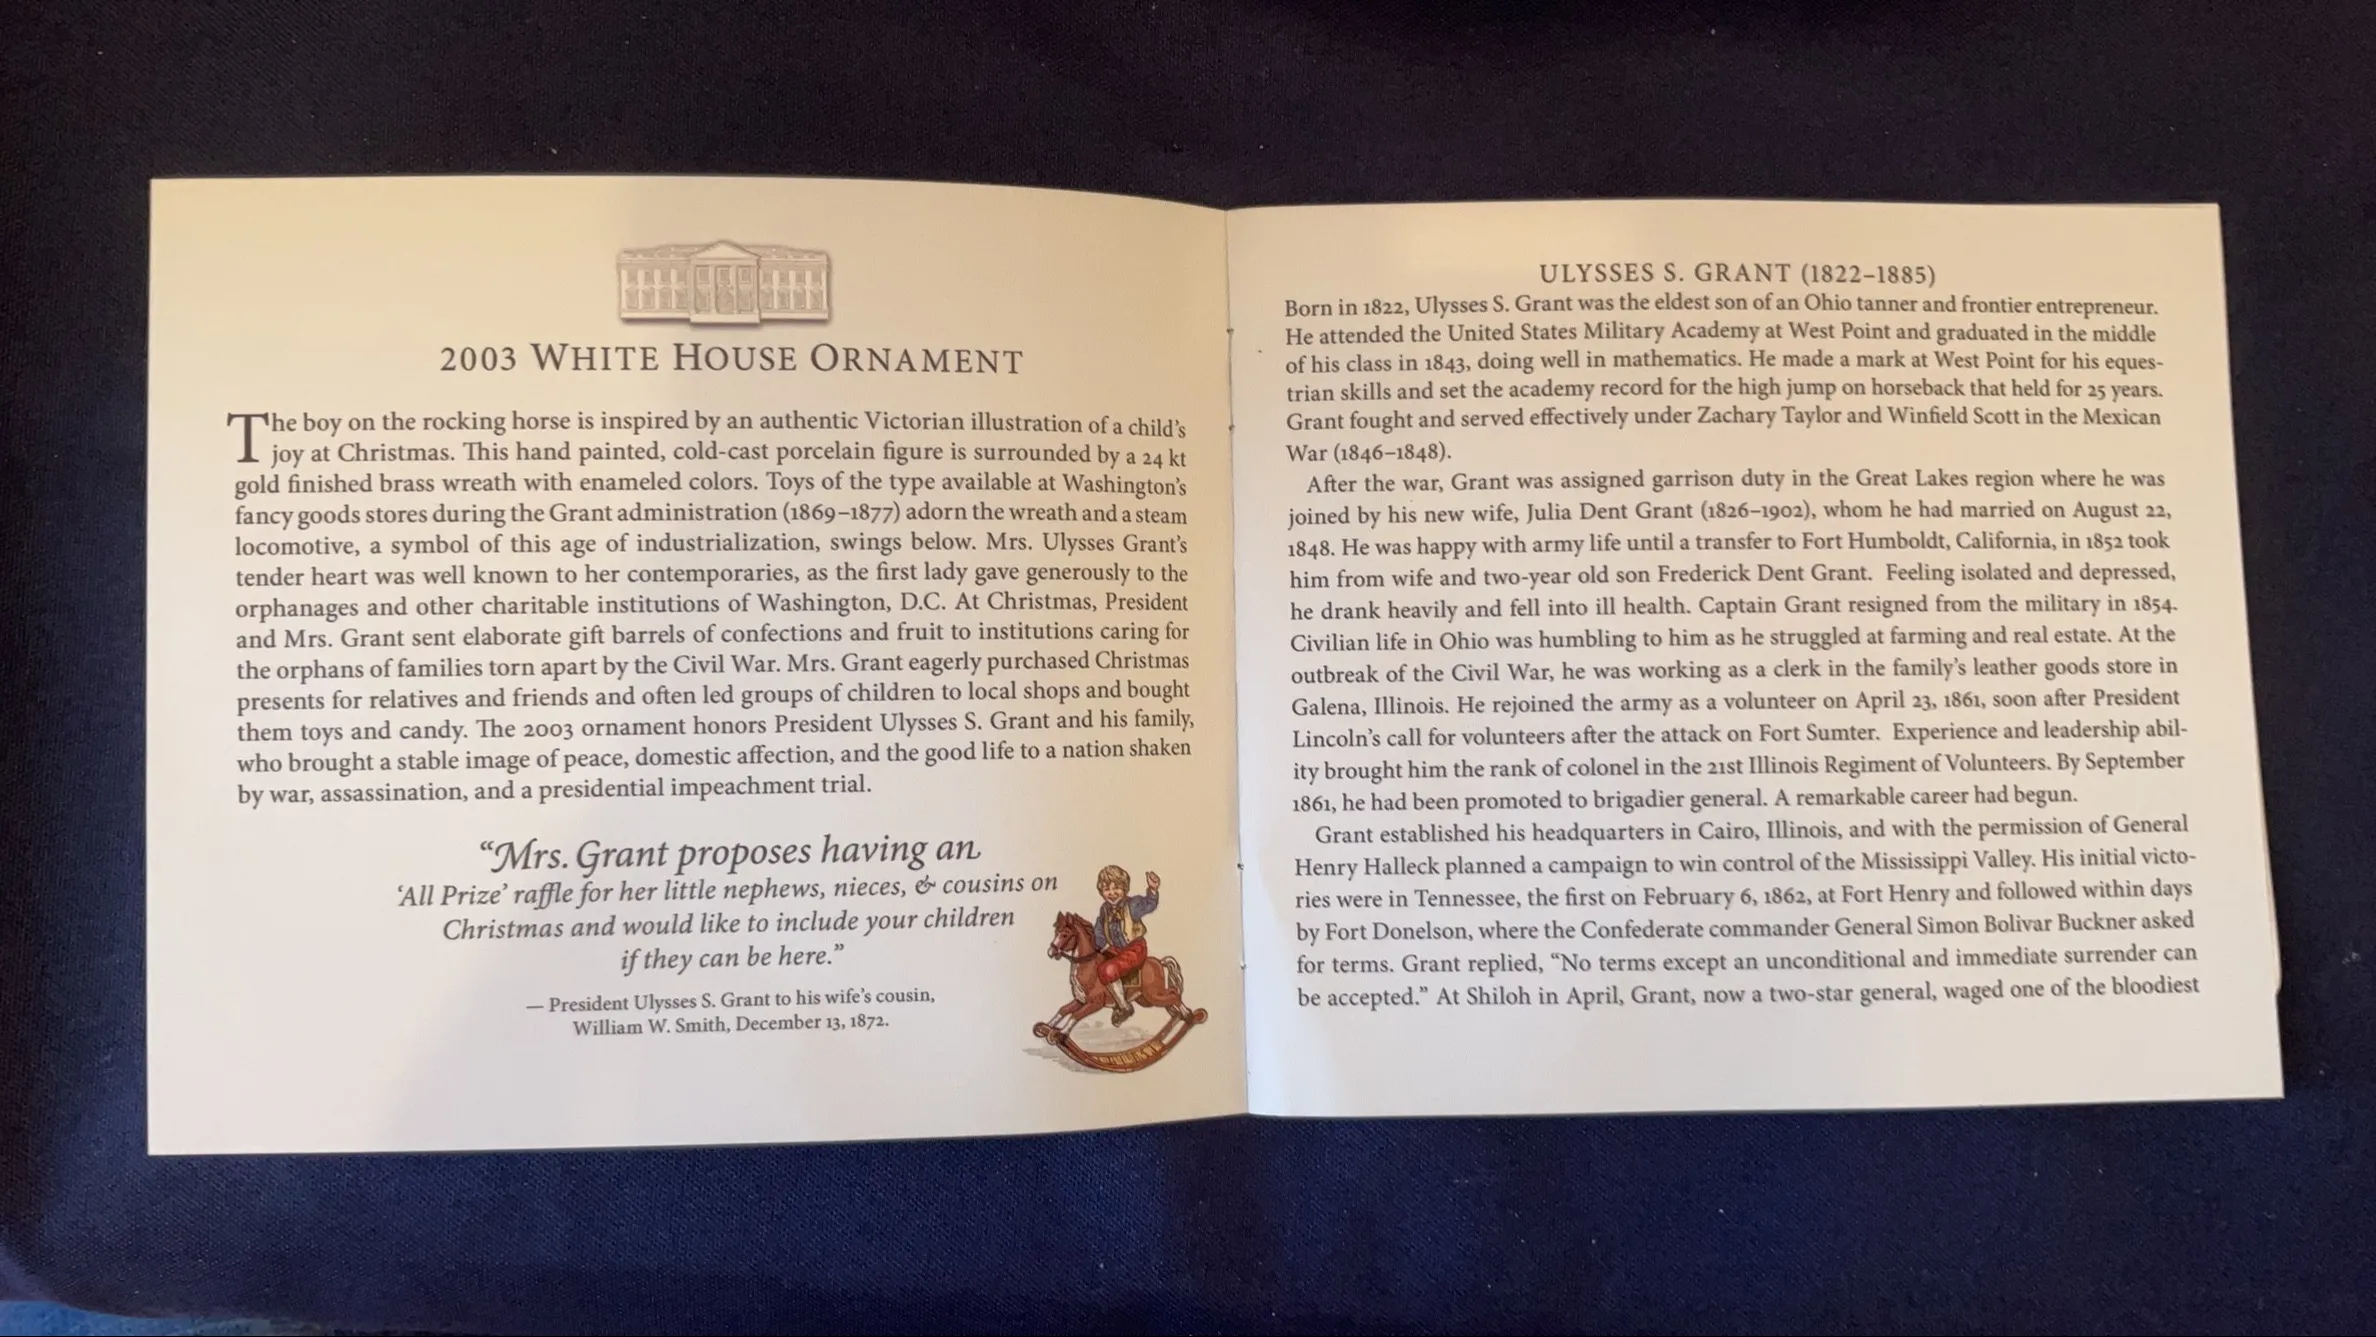 2003 WHITE HOUSE ORNAMENT
The boy on the rocking horse is inspired by an authentic Victorian illustration of a child's
joy at Christmas. This hand painted, cold-cast porcelain figure is surrounded by a 24 kt
gold finished brass wreath with enameled colors. Toys of the type available at Washington's
fancy goods stores during the Grant administration (1869–1877) adorn the wreath and a steam
locomotive, a symbol of this age of industrialization, swings below. Mrs. Ulysses Grant's
tender heart was well known to her contemporaries, as the first lady gave generously to the
orphanages and other charitable institutions of Washington, D.C. At Christmas, President
and Mrs. Grant sent elaborate gift barrels of confections and fruit to institutions caring for
the orphans of families torn apart by the Civil War. Mrs. Grant eagerly purchased Christmas
presents for relatives and friends and often led groups of children to local shops and bought
them toys and candy. The 2003 ornament honors President Ulysses S. Grant and his family,
who brought a stable image of peace, domestic affection, and the good life to a nation shaken
by war, assassination, and a presidential impeachment trial.
“Mrs. Grant proposes having an
‘All Prize’ raffle for her little nephews, nieces, & cousins on
Christmas and would like to include your children
if they can be here.”
— President Ulysses S. Grant to his wife's cousin,
William W. Smith, December 13, 1872.
ULYSSES S. GRANT (1822–1885)
Born in 1822, Ulysses S. Grant was the eldest son of an Ohio tanner and frontier entrepreneur.
He attended the United States Military Academy at West Point and graduated in the middle
of his class in 1843, doing well in mathematics. He made a mark at West Point for his eques-
trian skills and set the academy record for the high jump on horseback that held for 25 years.
Grant fought and served effectively under Zachary Taylor and Winfield Scott in the Mexican
War (1846–1848).
After the war, Grant was assigned garrison duty in the Great Lakes region where he was
joined by his new wife, Julia Dent Grant (1826–1902), whom he had married on August 22,
1848. He was happy with army life until a transfer to Fort Humboldt, California, in 1852 took
him from wife and two-year old son Frederick Dent Grant. Feeling isolated and depressed,
he drank heavily and fell into ill health. Captain Grant resigned from the military in 1854.
Civilian life in Ohio was humbling to him as he struggled at farming and real estate. At the
outbreak of the Civil War, he was working as a clerk in the family's leather goods store in
Galena, Illinois. He rejoined the army as a volunteer on April 23, 1861, soon after President
Lincoln's call for volunteers after the attack on Fort Sumter. Experience and leadership abil-
ity brought him the rank of colonel in the 21st Illinois Regiment of Volunteers. By September
1861, he had been promoted to brigadier general. A remarkable career had begun.
Grant established his headquarters in Cairo, Illinois, and with the permission of General
Henry Halleck planned a campaign to win control of the Mississippi Valley. His initial victo-
ries were in Tennessee, the first on February 6, 1862, at Fort Henry and followed within days
by Fort Donelson, where the Confederate commander General Simon Bolivar Buckner asked
for terms. Grant replied, “No terms except an unconditional and immediate surrender can
be accepted.” At Shiloh in April, Grant, now a two-star general, waged one of the bloodiest